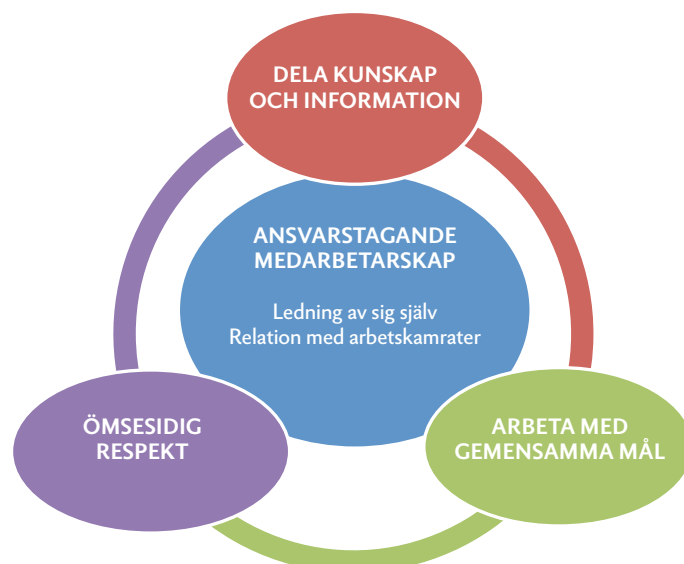 DELA KUNSKAP
OCH INFORMATION
ANSVARSTAGANDE
MEDARBETARSKAP
Ledning av sig själv
Relation med arbetskamrater
ÖMSESIDIG
RESPEKT
ARBETA MED
GEMENSAMMA MÅL